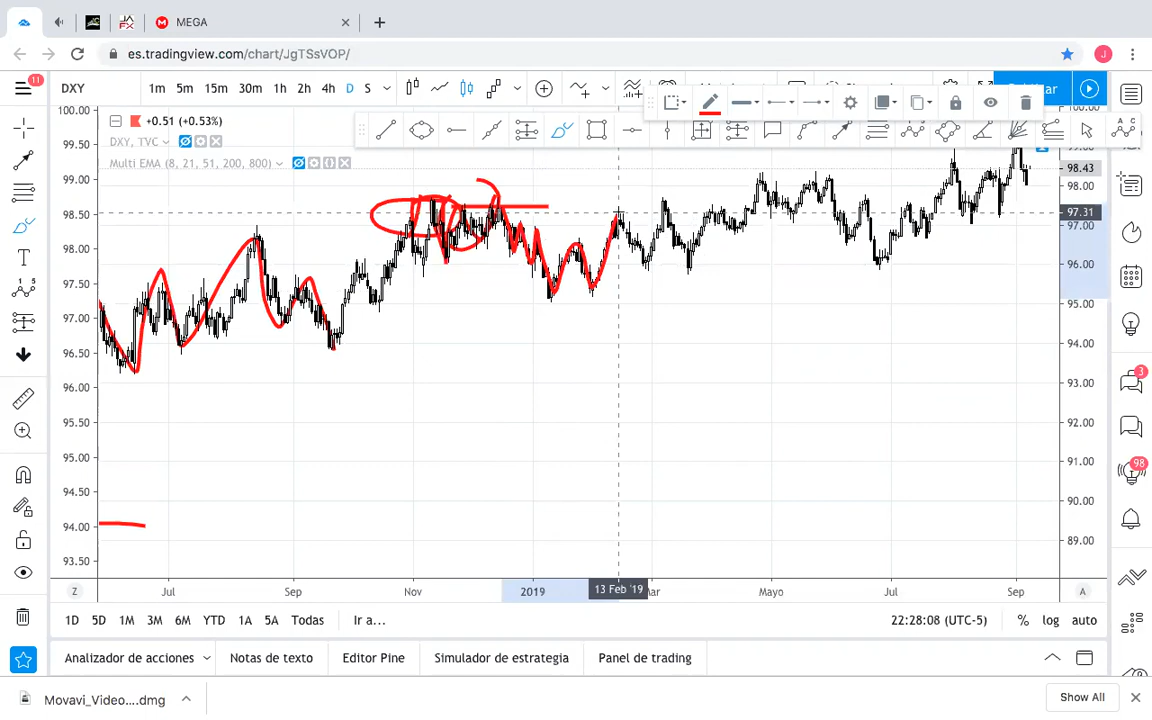 MEGA
es.tradingview.com/chart/JgTSsVOP/
J
11
DXY
1m 5m 15m 30m 1h 2h 4h D S
+0.51 (+0.53%)
DXY, TVC
Multi EMA (8, 21, 51, 200, 800)
100.00
99.50
99.00
98.50
98.00
97.50
97.00
96.50
96.00
95.50
95.00
94.50
94.00
93.50
98.43
98.00
97.31
97.00
96.00
95.00
94.00
93.00
92.00
91.00
90.00
89.00
3
98
Z Jul Sep Nov 2019 13 Feb '19 Mayo Jul Sep A
1D 5D 1M 3M 6M YTD 1A 5A Todas Ir a... 22:28:08 (UTC-5) % log auto
Analizador de acciones Notas de texto Editor Pine Simulador de estrategia Panel de trading
Movavi_Video....dmg Show All